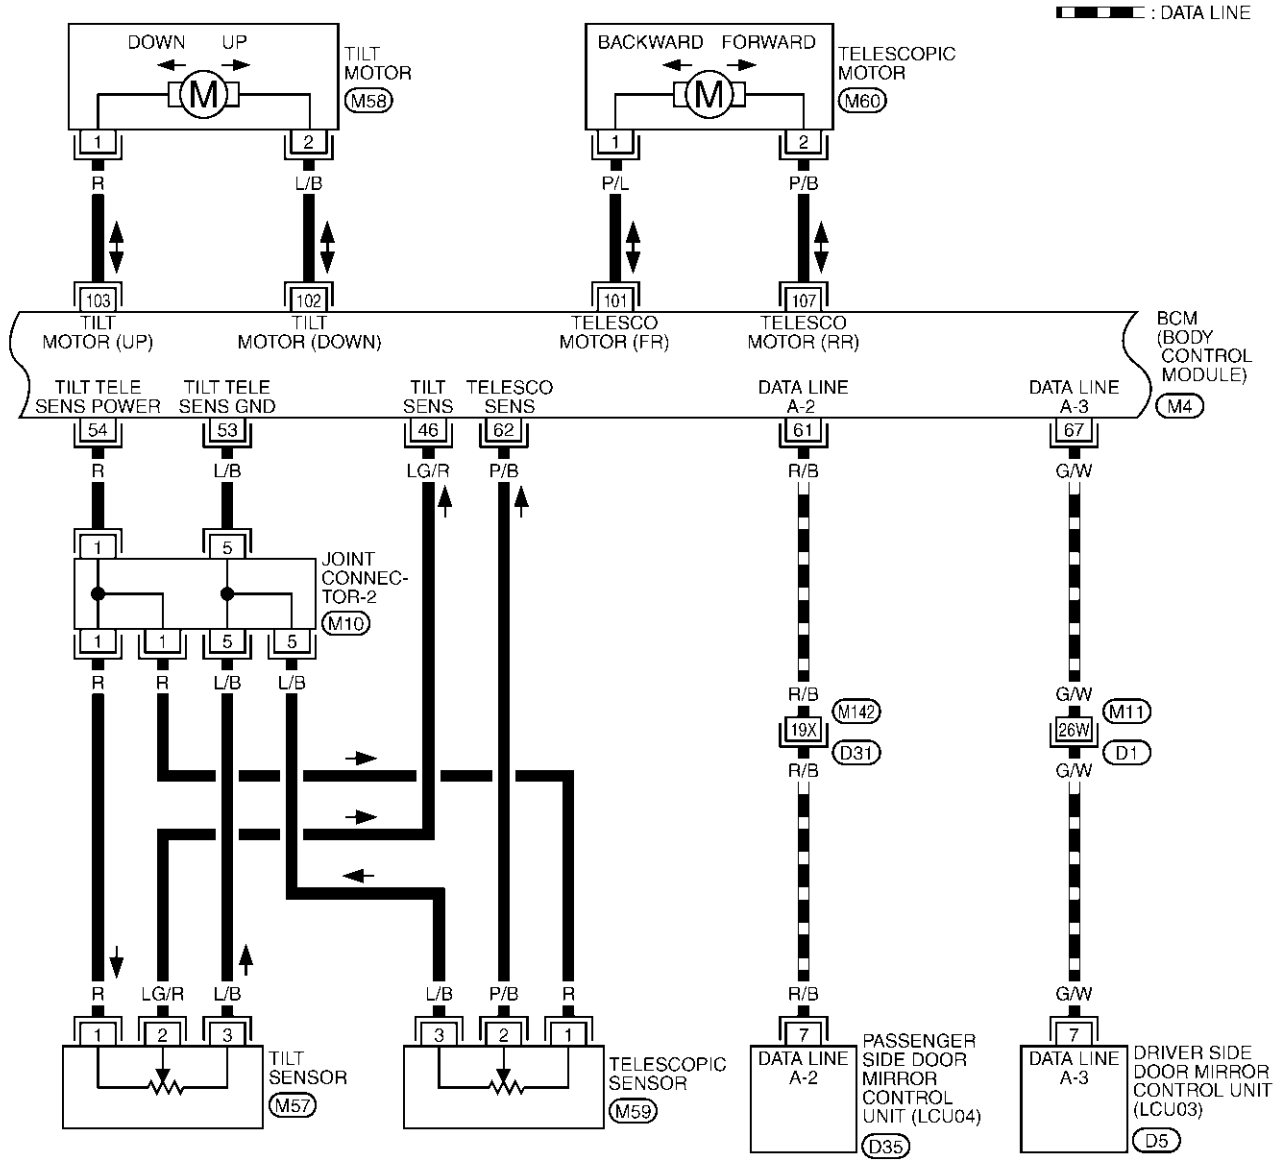 : DATA LINE
DOWN UP
TILT
MOTOR
M58
M
1 2
R L/B
BACKWARD FORWARD
TELESCOPIC
MOTOR
M60
M
1 2
P/L P/B
103 102 101 107
TILT
MOTOR (UP)
TILT
MOTOR (DOWN)
TELESCO
MOTOR (FR)
TELESCO
MOTOR (RR)
BCM
(BODY
CONTROL
MODULE)
M4
TILT TELE
SENS POWER
TILT TELE
SENS GND
TILT
SENS
TELESCO
SENS
DATA LINE
A-2
DATA LINE
A-3
54 53 46 62 61 67
R L/B LG/R P/B R/B G/W
1 5
JOINT
CONNEC-
TOR-2
M10
1 1 5 5
R R L/B L/B
R/B G/W
M142 M11
19X 26W
D31 D1
R/B G/W
R LG/R L/B L/B P/B R R/B G/W
1 2 3 3 2 1 7 7
TILT
SENSOR
M57
TELESCOPIC
SENSOR
M59
DATA LINE
A-2
PASSENGER
SIDE DOOR
MIRROR
CONTROL
UNIT (LCU04)
D35
DATA LINE
A-3
DRIVER SIDE
DOOR MIRROR
CONTROL UNIT
(LCU03)
D5